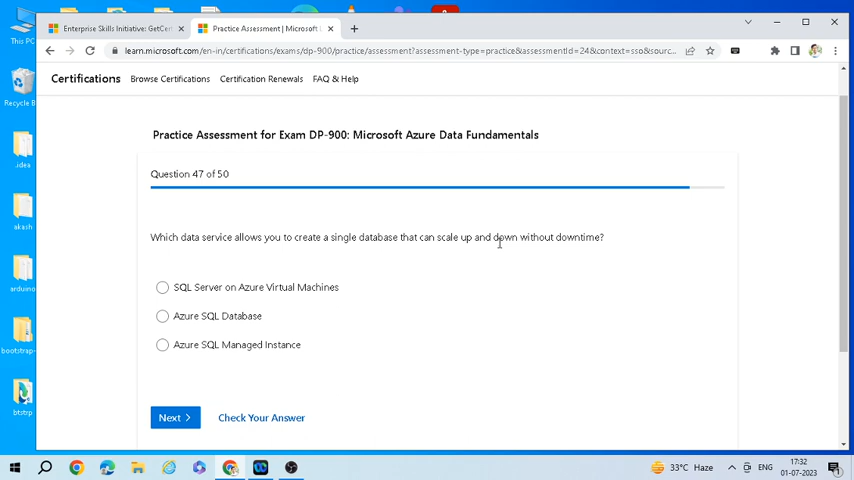 This PC
Recycle B
.idea
akash
arduino
bootstrap-
btstrp
Enterprise Skills Initiative: GetCert
Practice Assessment | Microsoft L
learn.microsoft.com/en-in/certifications/exams/dp-900/practice/assessment?assessment-type=practice&assessmentId=24&context=sso&sourc...
Certifications Browse Certifications Certification Renewals FAQ & Help
Practice Assessment for Exam DP-900: Microsoft Azure Data Fundamentals
Question 47 of 50
Which data service allows you to create a single database that can scale up and down without downtime?
SQL Server on Azure Virtual Machines
Azure SQL Database
Azure SQL Managed Instance
Next
Check Your Answer
33°C Haze
ENG
17:32
01-07-2023
1